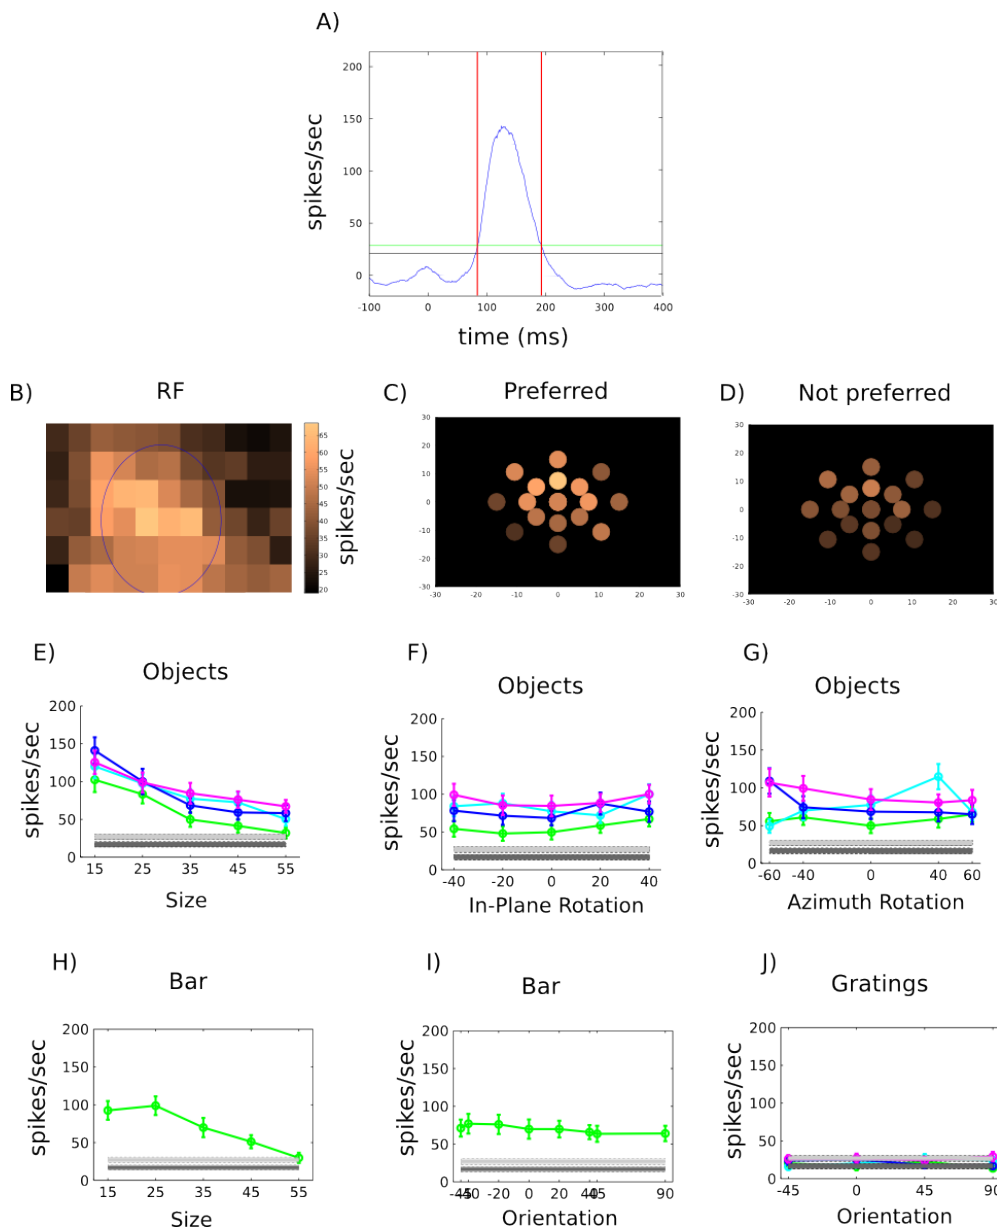 A)
spikes/sec
200
150
100
50
0
-100 0 100 200 300 400
time (ms)
B) RF
65
60
55
50
45
40
35
30
25
20
spikes/sec
C) Preferred
30
20
10
0
-10
-20
-30
-30 -20 -10 0 10 20 30
D) Not preferred
30
20
10
0
-10
-20
-30
-30 -20 -10 0 10 20 30
E) Objects
spikes/sec
200
150
100
50
0
15 25 35 45 55
Size
F) Objects
spikes/sec
200
150
100
50
0
-40 -20 0 20 40
In-Plane Rotation
G) Objects
spikes/sec
200
150
100
50
0
-60 -40 0 40 60
Azimuth Rotation
H) Bar
spikes/sec
200
150
100
50
0
15 25 35 45 55
Size
I) Bar
spikes/sec
200
150
100
50
0
-20 0 20 90
Orientation
J) Gratings
spikes/sec
200
150
100
50
0
-45 0 45 90
Orientation